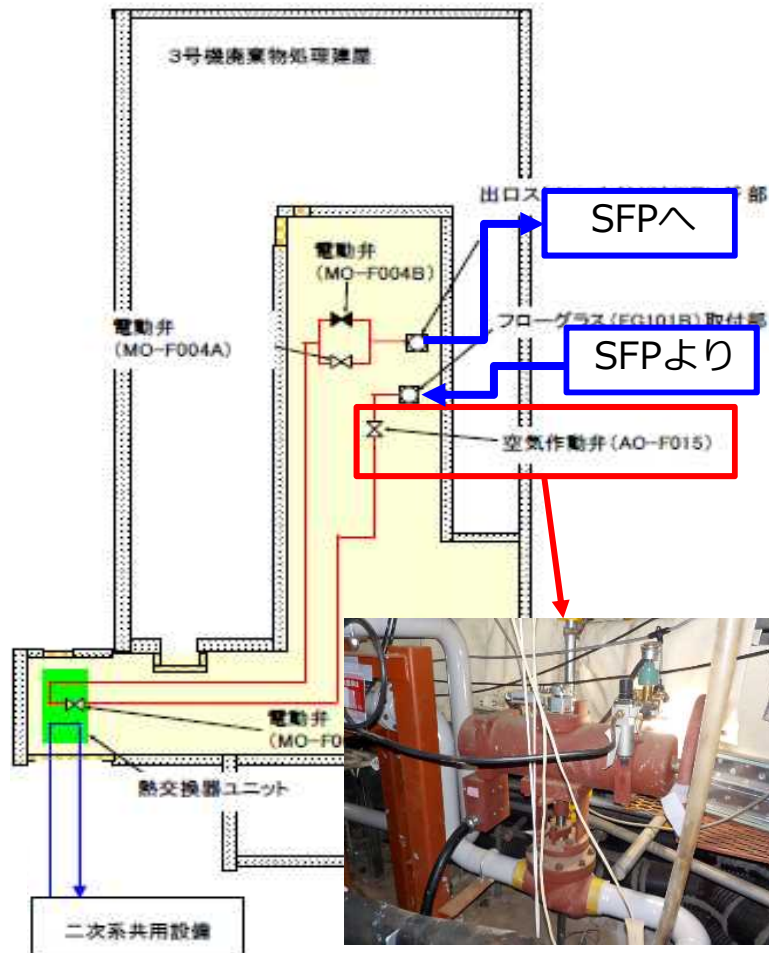 3号機廃棄物処理建屋
出口ス
部
SFPへ
電動弁
(MO-F004B)
電動弁
(MO-F004A)
フローグラス(FG101B)取付部
SFPより
空気作動弁(AO-F015)
電動弁
(MO-F0
熱交換器ユニット
二次系共用設備